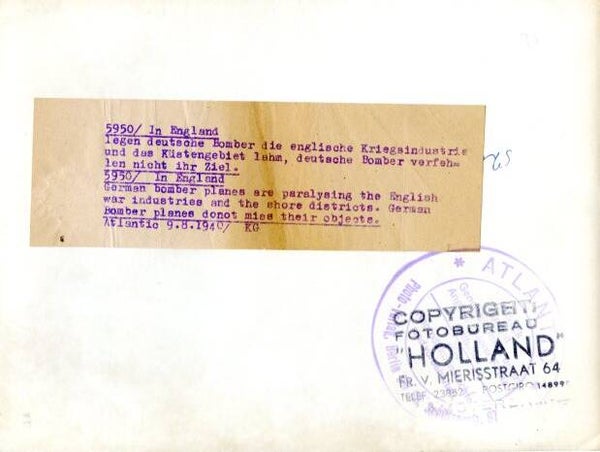 5950/ In England
legen deutsche Bomber die englische Kriegsindustrie
und das Küstengebiet lahm, deutsche Bomber verfeh=
len nicht ihr Ziel.
5950/ In England
German bomber planes are paralysing the English
war industries and the shore districts. German
Bomber planes donot miss their objects.
Atlantic 9.8.1940/ KG
* ATLANT
Photo-
COPYRIGHT
FOTOBUREAU
"HOLLAND"
FR. V. MIERISSTRAAT 64
POSTGIRO